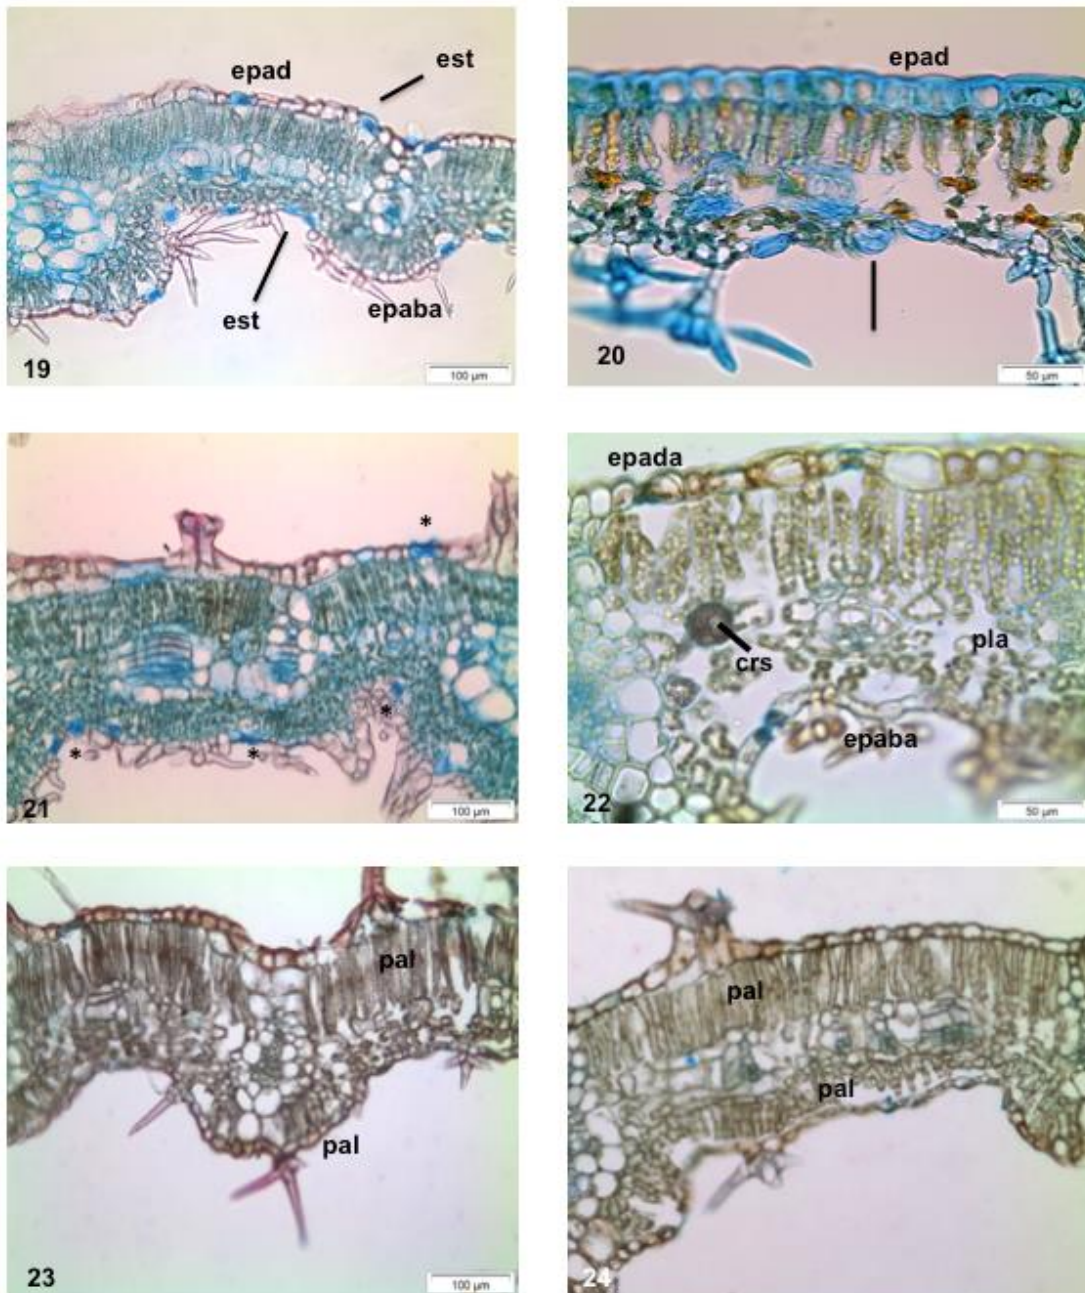 epad
est
est
epaba
19
100 µm
epad
20
50 µm
*
*
*
*
21
100 µm
epada
crs
pla
epaba
22
50 µm
pal
pal
23
100 µm
pal
pal
24